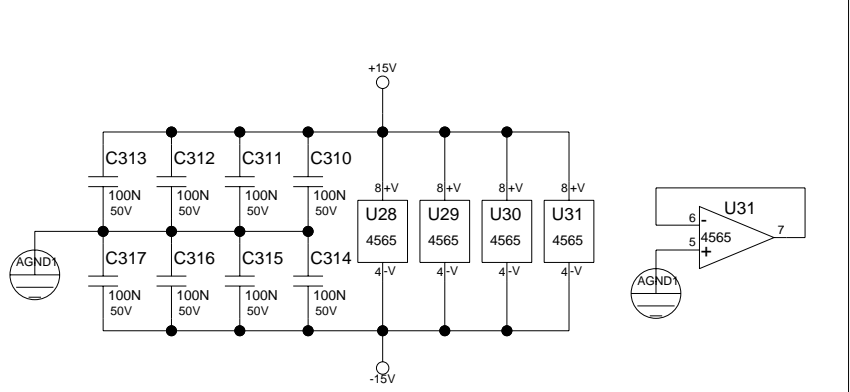 +15V
C313 C312 C311 C310
100N 100N 100N 100N
50V 50V 50V 50V
8 +V 8 +V 8 +V 8 +V
U28 U29 U30 U31
4565 4565 4565 4565
4 -V 4 -V 4 -V 4 -V
AGND1
C317 C316 C315 C314
100N 100N 100N 100N
50V 50V 50V 50V
-15V
U31
6 -
4565
7
5 +
AGND1